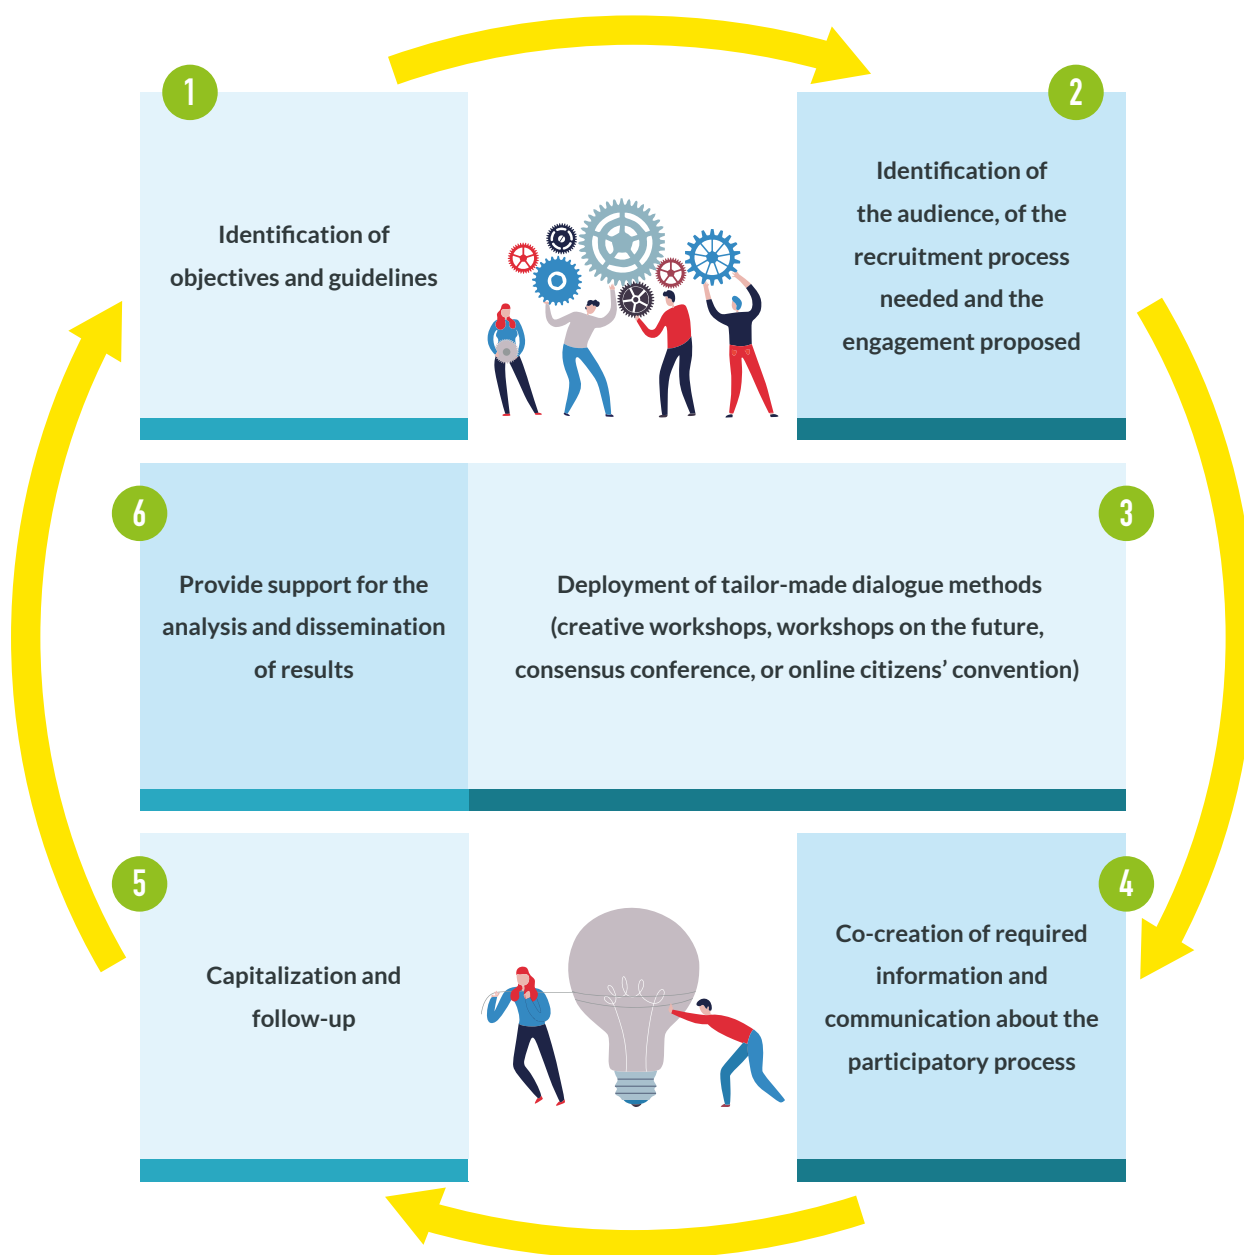 1
Identification of
objectives and guidelines
2
Identification of
the audience, of the
recruitment process
needed and the
engagement proposed
3
Deployment of tailor-made dialogue methods
(creative workshops, workshops on the future,
consensus conference, or online citizens’ convention)
4
Co-creation of required
information and
communication about the
participatory process
5
Capitalization and
follow-up
6
Provide support for the
analysis and dissemination
of results